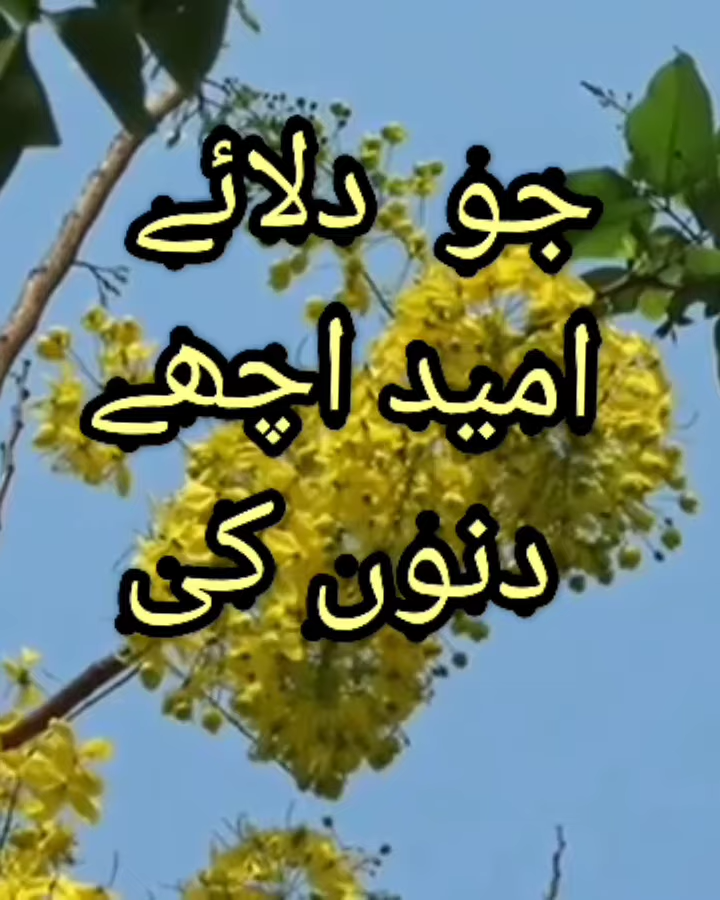 جو دلائے
امید اچھے
دنوں کی